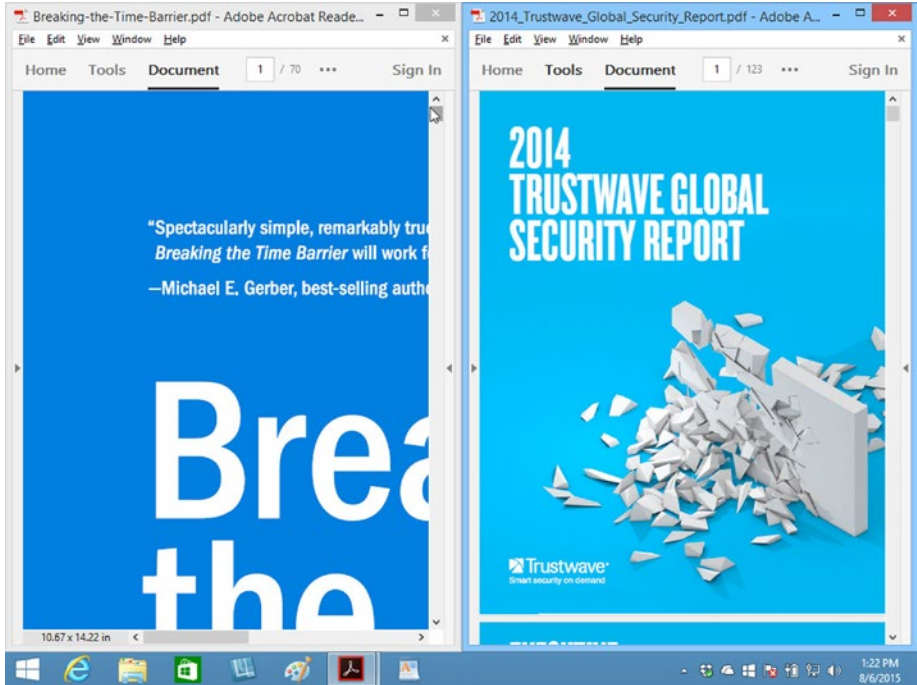 Breaking-the-Time-Barrier.pdf - Adobe Acrobat Reade...
File Edit View Window Help
Home Tools Document 1 / 70 ••• Sign In
"Spectacularly simple, remarkably true
Breaking the Time Barrier will work f
—Michael E. Gerber, best-selling autho
Brea
the
10.67 x 14.22 in
2014_Trustwave_Global_Security_Report.pdf - Adobe A...
File Edit View Window Help
Home Tools Document 1 / 123 ••• Sign In
2014
TRUSTWAVE GLOBAL
SECURITY REPORT
Trustwave®
Smart security on demand
EXECUTIVE
1:22 PM
8/6/2015